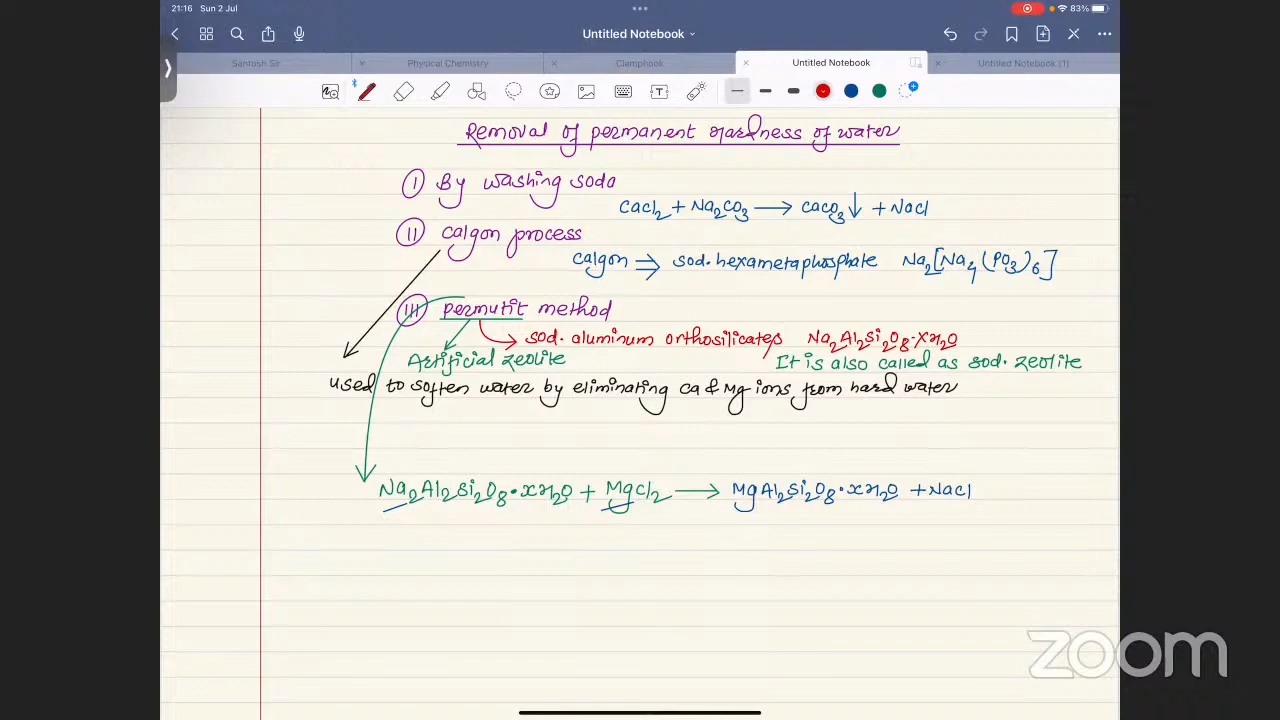 21:16 Sun 2 Jul
83%
Untitled Notebook
Santosh Sir
Physical Chemistry
Clamphook
Untitled Notebook
Untitled Notebook (1)
Removal of permanent hardness of water
I By washing soda
CaCl2 + Na2CO3 → CaCO3↓ + NaCl
II Calgon process
Calgon ⇒ sod. hexametaphosphate Na2[Na4(PO3)6]
III permutit method
sod. aluminum orthosilicates Na2Al2Si2O8·XH2O
Artificial zeolite
It is also called as sod. zeolite
Used to soften water by eliminating Ca & Mg ions from hard water
Na2Al2Si2O8·xH2O + MgCl2 → MgAl2Si2O8·xH2O + NaCl
zoom